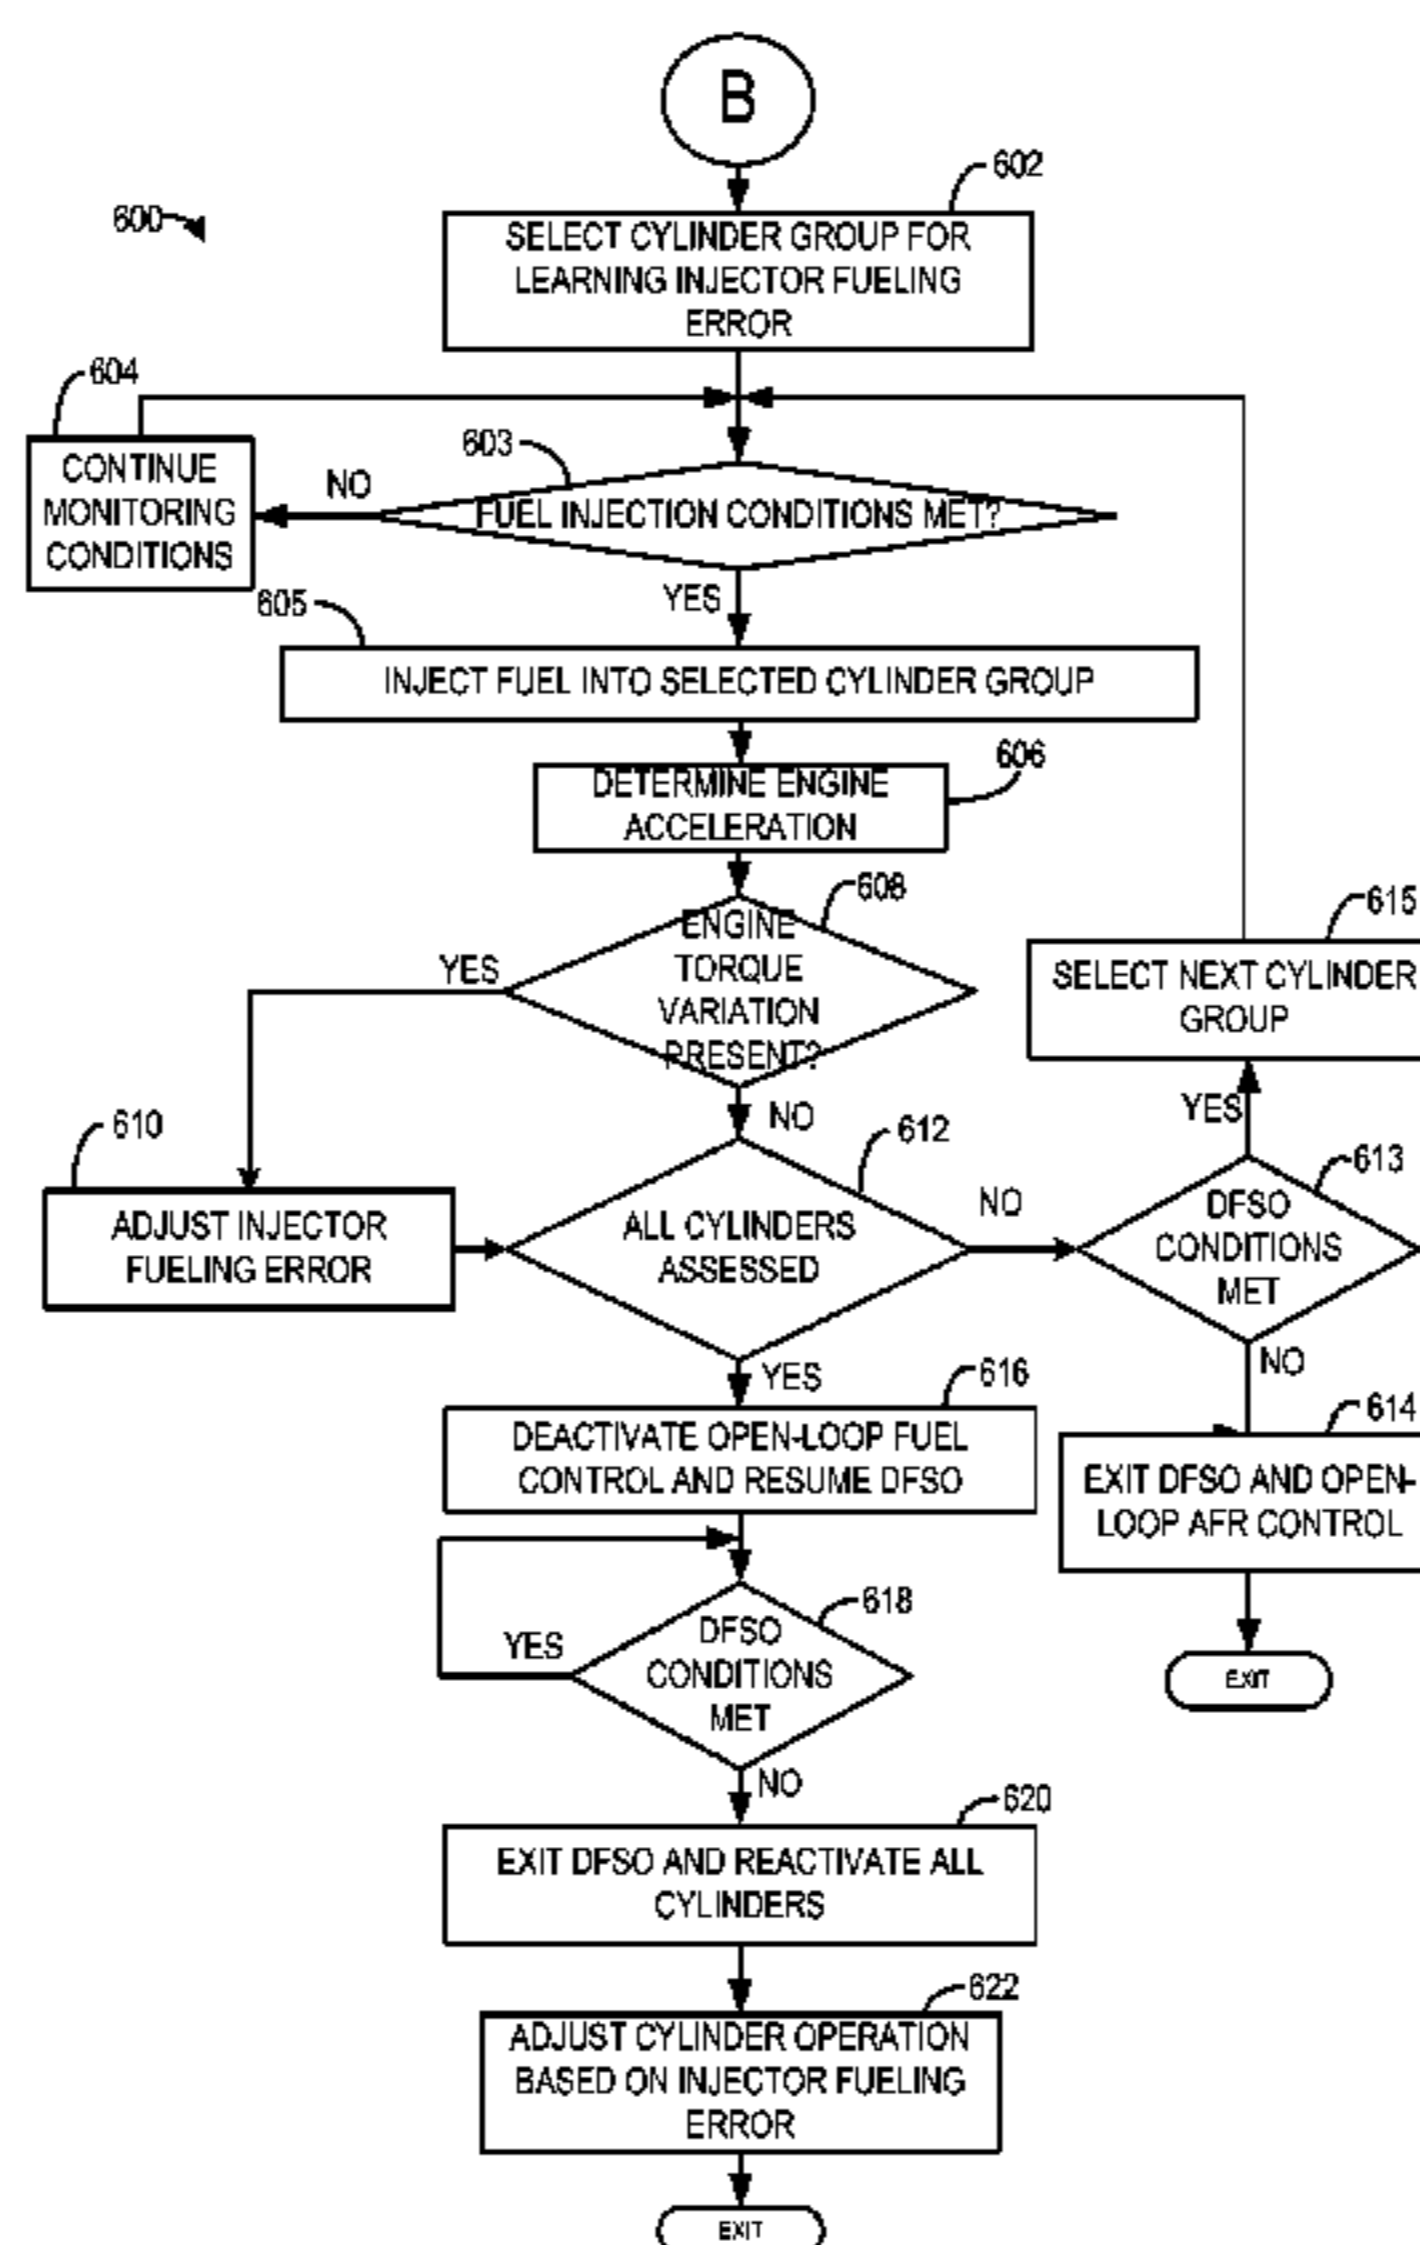 B
600
602
SELECT CYLINDER GROUP FOR
LEARNING INJECTOR FUELING
ERROR
604
CONTINUE
MONITORING
CONDITIONS
NO
603
FUEL INJECTION CONDITIONS MET?
YES
605
INJECT FUEL INTO SELECTED CYLINDER GROUP
606
DETERMINE ENGINE
ACCELERATION
608
ENGINE
TORQUE
VARIATION
PRESENT?
YES
NO
615
SELECT NEXT CYLINDER
GROUP
YES
610
ADJUST INJECTOR
FUELING ERROR
612
ALL CYLINDERS
ASSESSED
NO
613
DFSO
CONDITIONS
MET
NO
YES
616
DEACTIVATE OPEN-LOOP FUEL
CONTROL AND RESUME DFSO
614
EXIT DFSO AND OPEN-
LOOP AFR CONTROL
EXIT
618
DFSO
CONDITIONS
MET
YES
NO
620
EXIT DFSO AND REACTIVATE ALL
CYLINDERS
622
ADJUST CYLINDER OPERATION
BASED ON INJECTOR FUELING
ERROR
EXIT